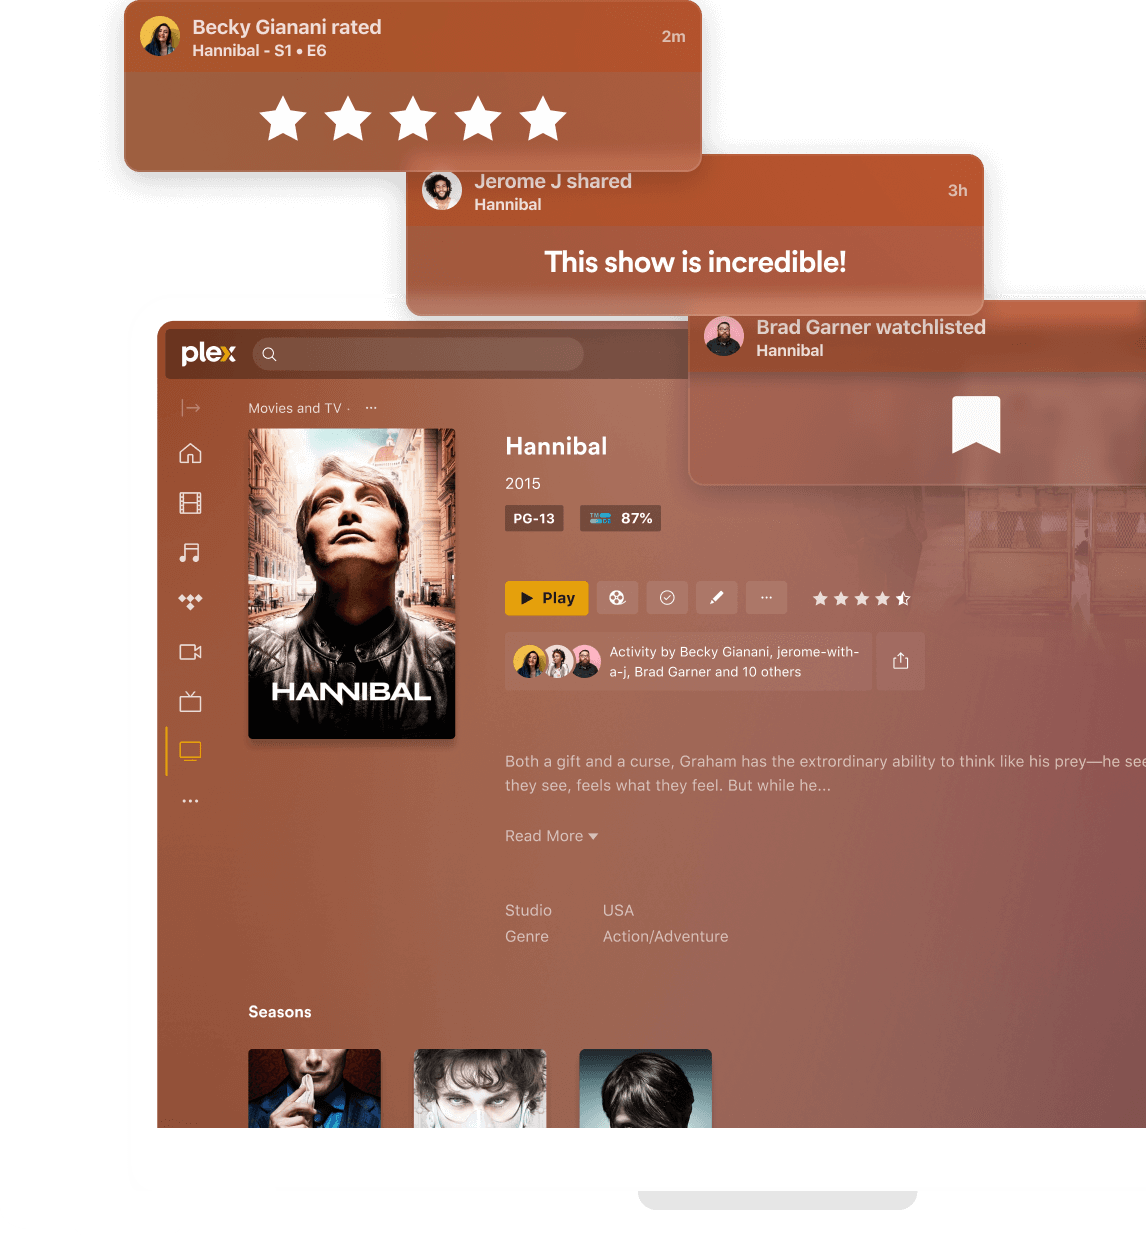 Becky Gianani rated
Hannibal - S1 • E6
2m
Jerome J shared
Hannibal
3h
This show is incredible!
Brad Garner watchlisted
Hannibal
plex
Movies and TV · ...
HANNIBAL
Hannibal
2015
PG-13
TMDB 87%
Play
Activity by Becky Gianani, jerome-with-
a-j, Brad Garner and 10 others
Both a gift and a curse, Graham has the extrordinary ability to think like his prey—he see
they see, feels what they feel. But while he...
Read More
Studio USA
Genre Action/Adventure
Seasons